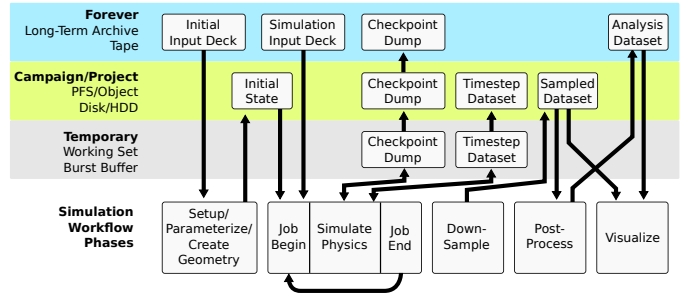 Forever
Long-Term Archive
Tape
Initial
Input Deck
Simulation
Input Deck
Checkpoint
Dump
Analysis
Dataset
Campaign/Project
PFS/Object
Disk/HDD
Initial
State
Checkpoint
Dump
Timestep
Dataset
Sampled
Dataset
Temporary
Working Set
Burst Buffer
Checkpoint
Dump
Timestep
Dataset
Simulation
Workflow
Phases
Setup/
Parameterize/
Create
Geometry
Job
Begin
Simulate
Physics
Job
End
Down-
Sample
Post-
Process
Visualize